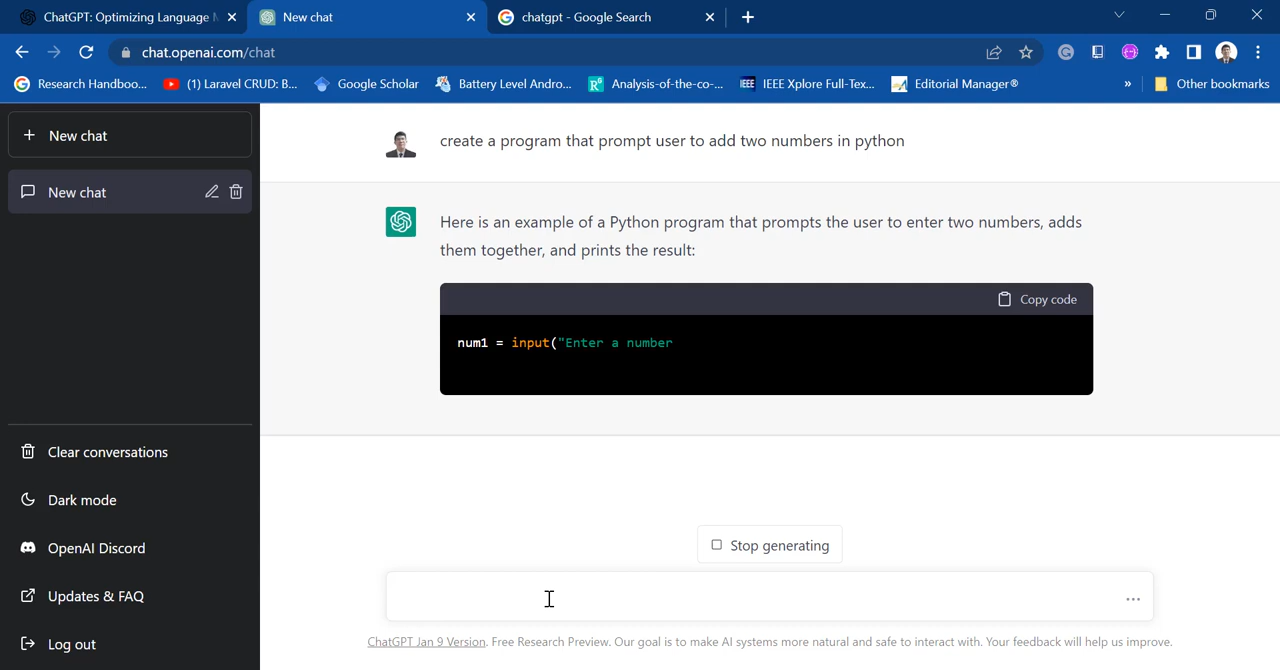 ChatGPT: Optimizing Language M
New chat
chatgpt - Google Search
chat.openai.com/chat
Research Handboo...
(1) Laravel CRUD: B...
Google Scholar
Battery Level Andro...
R⁶
Analysis-of-the-co-...
IEEE
IEEE Xplore Full-Tex...
Editorial Manager®
»
Other bookmarks
+ New chat
New chat
create a program that prompt user to add two numbers in python
Here is an example of a Python program that prompts the user to enter two numbers, adds
them together, and prints the result:
Copy code
num1 = input("Enter a number
Clear conversations
Dark mode
OpenAI Discord
Updates & FAQ
Log out
Stop generating
...
ChatGPT Jan 9 Version. Free Research Preview. Our goal is to make AI systems more natural and safe to interact with. Your feedback will help us improve.